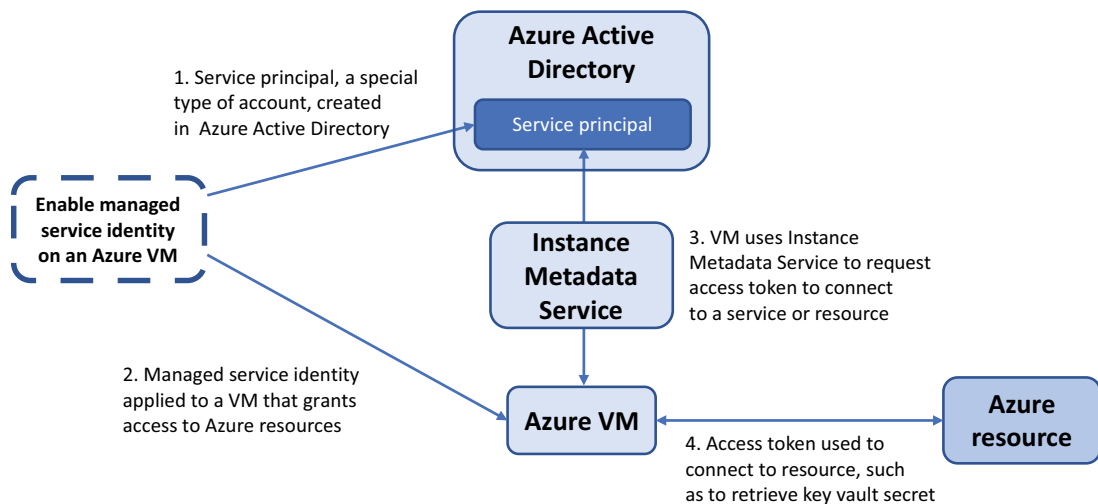 Azure Active
Directory
Service principal
1. Service principal, a special
type of account, created
in Azure Active Directory
Enable managed
service identity
on an Azure VM
Instance
Metadata
Service
3. VM uses Instance
Metadata Service to request
access token to connect
to a service or resource
2. Managed service identity
applied to a VM that grants
access to Azure resources
Azure VM
Azure
resource
4. Access token used to
connect to resource, such
as to retrieve key vault secret